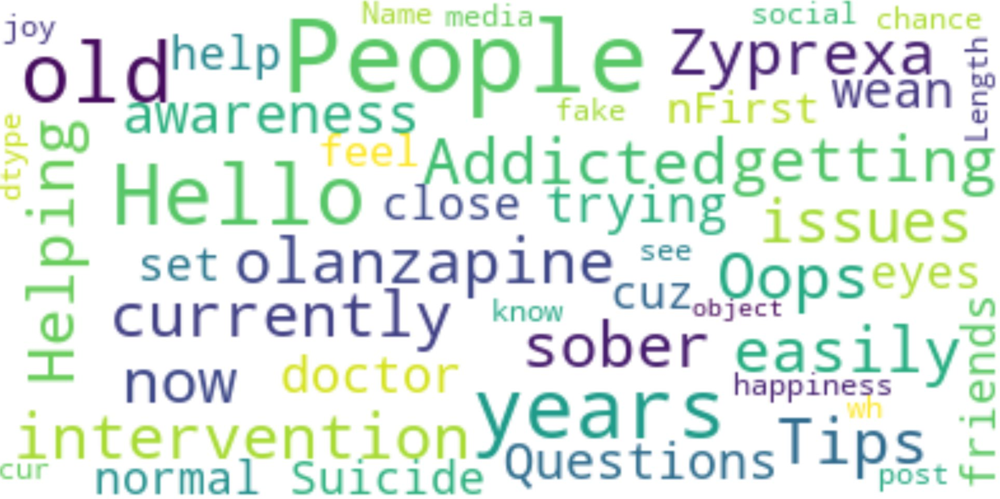 joy
Name
media
social
chance
old
help
People
Zyprexa
wean
Length
awareness
fake
nFirst
dtype
Helping
feel
Addicted
getting
Hello
close
trying
issues
set
olanzapine
see
Oops
eyes
cuz
currently
know
object
sober
easily
friends
now
doctor
happiness
years
wh
intervention
Tips
Questions
cur
normal
Suicide
post